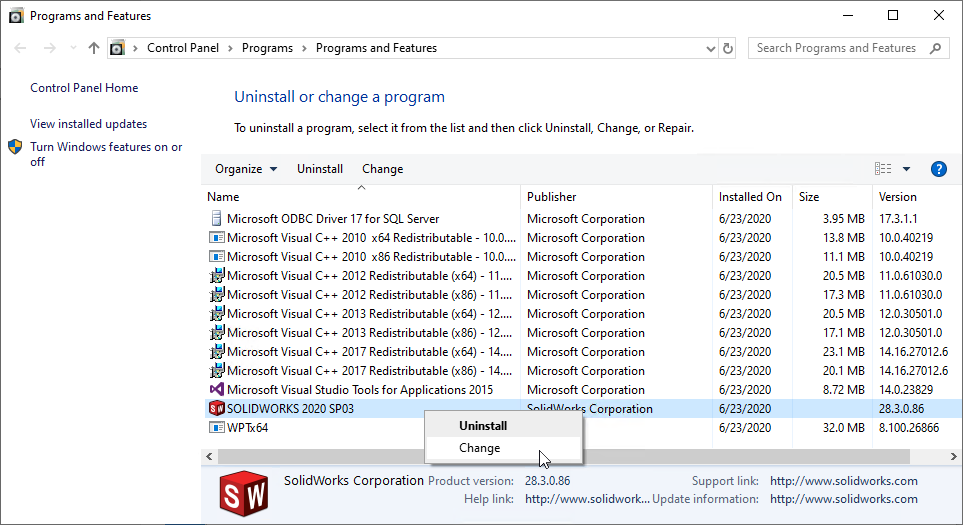 Programs and Features
Control Panel > Programs > Programs and Features
Search Programs and Features
Control Panel Home
View installed updates
Turn Windows features on or
off
Uninstall or change a program
To uninstall a program, select it from the list and then click Uninstall, Change, or Repair.
Organize Uninstall Change
Name Publisher Installed On Size Version
Microsoft ODBC Driver 17 for SQL Server Microsoft Corporation 6/23/2020 3.95 MB 17.3.1.1
Microsoft Visual C++ 2010 x64 Redistributable - 10.0.... Microsoft Corporation 6/23/2020 13.8 MB 10.0.40219
Microsoft Visual C++ 2010 x86 Redistributable - 10.0.... Microsoft Corporation 6/23/2020 11.1 MB 10.0.40219
Microsoft Visual C++ 2012 Redistributable (x64) - 11.... Microsoft Corporation 6/23/2020 20.5 MB 11.0.61030.0
Microsoft Visual C++ 2012 Redistributable (x86) - 11.... Microsoft Corporation 6/23/2020 17.3 MB 11.0.61030.0
Microsoft Visual C++ 2013 Redistributable (x64) - 12.... Microsoft Corporation 6/23/2020 20.5 MB 12.0.30501.0
Microsoft Visual C++ 2013 Redistributable (x86) - 12.... Microsoft Corporation 6/23/2020 17.1 MB 12.0.30501.0
Microsoft Visual C++ 2017 Redistributable (x64) - 14.... Microsoft Corporation 6/23/2020 23.1 MB 14.16.27012.6
Microsoft Visual C++ 2017 Redistributable (x86) - 14.... Microsoft Corporation 6/23/2020 20.1 MB 14.16.27012.6
Microsoft Visual Studio Tools for Applications 2015 Microsoft Corporation 6/23/2020 8.72 MB 14.0.23829
SOLIDWORKS 2020 SP03 SolidWorks Corporation 6/23/2020 28.3.0.86
WPTx64 6/23/2020 32.0 MB 8.100.26866
Uninstall
Change
SW
SolidWorks Corporation Product version: 28.3.0.86 Support link: http://www.solidworks.com
Help link: http://www.solidwork... Update information: http://www.solidworks.com